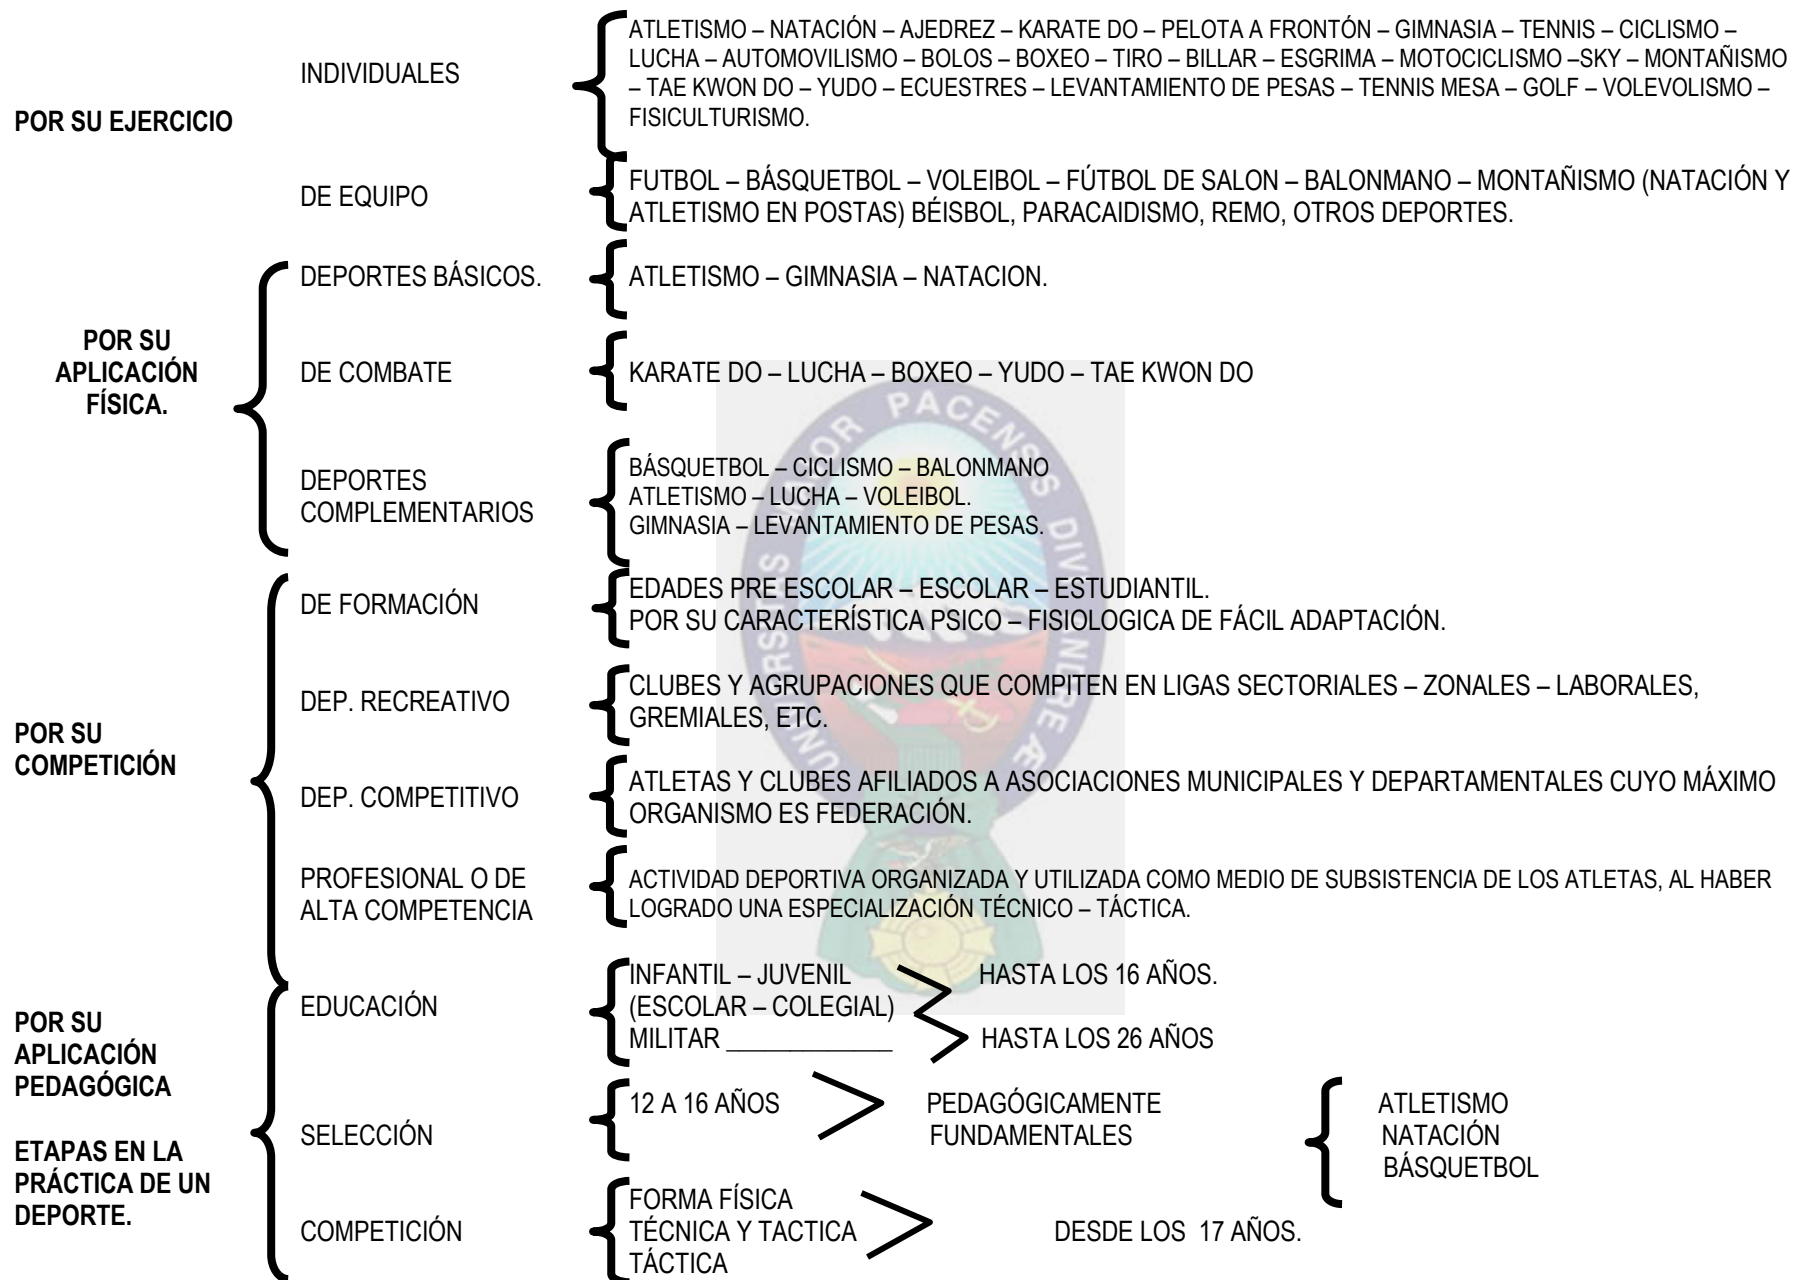 POR SU EJERCICIO
INDIVIDUALES
ATLETISMO – NATACIÓN – AJEDREZ – KARATE DO – PELOTA A FRONTÓN – GIMNASIA – TENNIS – CICLISMO –
LUCHA – AUTOMOVILISMO – BOLOS – BOXEO – TIRO – BILLAR – ESGRIMA – MOTOCICLISMO –SKY – MONTAÑISMO
– TAE KWON DO – YUDO – ECUESTRES – LEVANTAMIENTO DE PESAS – TENNIS MESA – GOLF – VOLEVOLISMO –
FISICULTURISMO.
DE EQUIPO
FUTBOL – BÁSQUETBOL – VOLEIBOL – FÚTBOL DE SALON – BALONMANO – MONTAÑISMO (NATACIÓN Y
ATLETISMO EN POSTAS) BÉISBOL, PARACAIDISMO, REMO, OTROS DEPORTES.
POR SU
APLICACIÓN
FÍSICA.
DEPORTES BÁSICOS.
ATLETISMO – GIMNASIA – NATACION.
DE COMBATE
KARATE DO – LUCHA – BOXEO – YUDO – TAE KWON DO
DEPORTES
COMPLEMENTARIOS
BÁSQUETBOL – CICLISMO – BALONMANO
ATLETISMO – LUCHA – VOLEIBOL.
GIMNASIA – LEVANTAMIENTO DE PESAS.
POR SU
COMPETICIÓN
DE FORMACIÓN
EDADES PRE ESCOLAR – ESCOLAR – ESTUDIANTIL.
POR SU CARACTERÍSTICA PSICO – FISIOLOGICA DE FÁCIL ADAPTACIÓN.
DEP. RECREATIVO
CLUBES Y AGRUPACIONES QUE COMPITEN EN LIGAS SECTORIALES – ZONALES – LABORALES,
GREMIALES, ETC.
DEP. COMPETITIVO
ATLETAS Y CLUBES AFILIADOS A ASOCIACIONES MUNICIPALES Y DEPARTAMENTALES CUYO MÁXIMO
ORGANISMO ES FEDERACIÓN.
PROFESIONAL O DE
ALTA COMPETENCIA
ACTIVIDAD DEPORTIVA ORGANIZADA Y UTILIZADA COMO MEDIO DE SUBSISTENCIA DE LOS ATLETAS, AL HABER
LOGRADO UNA ESPECIALIZACIÓN TÉCNICO – TÁCTICA.
POR SU
APLICACIÓN
PEDAGÓGICA
ETAPAS EN LA
PRÁCTICA DE UN
DEPORTE.
EDUCACIÓN
INFANTIL – JUVENIL
(ESCOLAR – COLEGIAL)
MILITAR _____________
HASTA LOS 16 AÑOS.
HASTA LOS 26 AÑOS
SELECCIÓN
12 A 16 AÑOS
PEDAGÓGICAMENTE
FUNDAMENTALES
ATLETISMO
NATACIÓN
BÁSQUETBOL
COMPETICIÓN
FORMA FÍSICA
TÉCNICA Y TACTICA
TÁCTICA
DESDE LOS 17 AÑOS.
UNIVERSITAS MAIOR PACENSIS DIVI ANDRE Æ